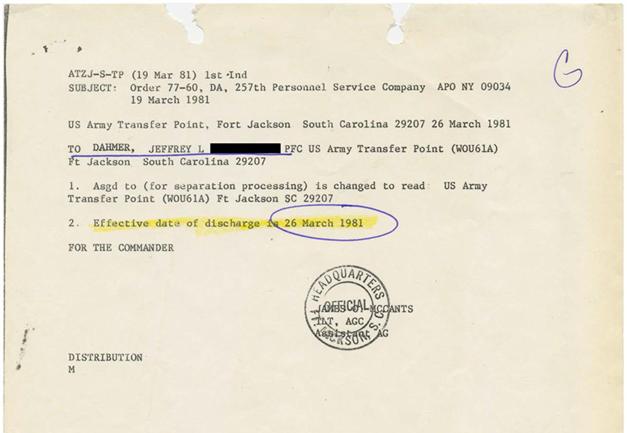 G
ATZJ-S-TP (19 Mar 81) 1st Ind
SUBJECT: Order 77-60, DA, 257th Personnel Service Company APO NY 09034
19 March 1981
US Army Transfer Point, Fort Jackson South Carolina 29207 26 March 1981
TO DAHMER, JEFFREY L PFC US Army Transfer Point (WOU61A)
Ft Jackson South Carolina 29207
1. Asgd to (for separation processing) is changed to read: US Army
Transfer Point (WOU61A) Ft Jackson SC 29207
2. Effective date of discharge is 26 March 1981
FOR THE COMMANDER
HEADQUARTERS
OFFICIAL
FT JACKSON, S.C.
JAMES MCCANTS
1LT, AGC
Assistant AG
DISTRIBUTION
M